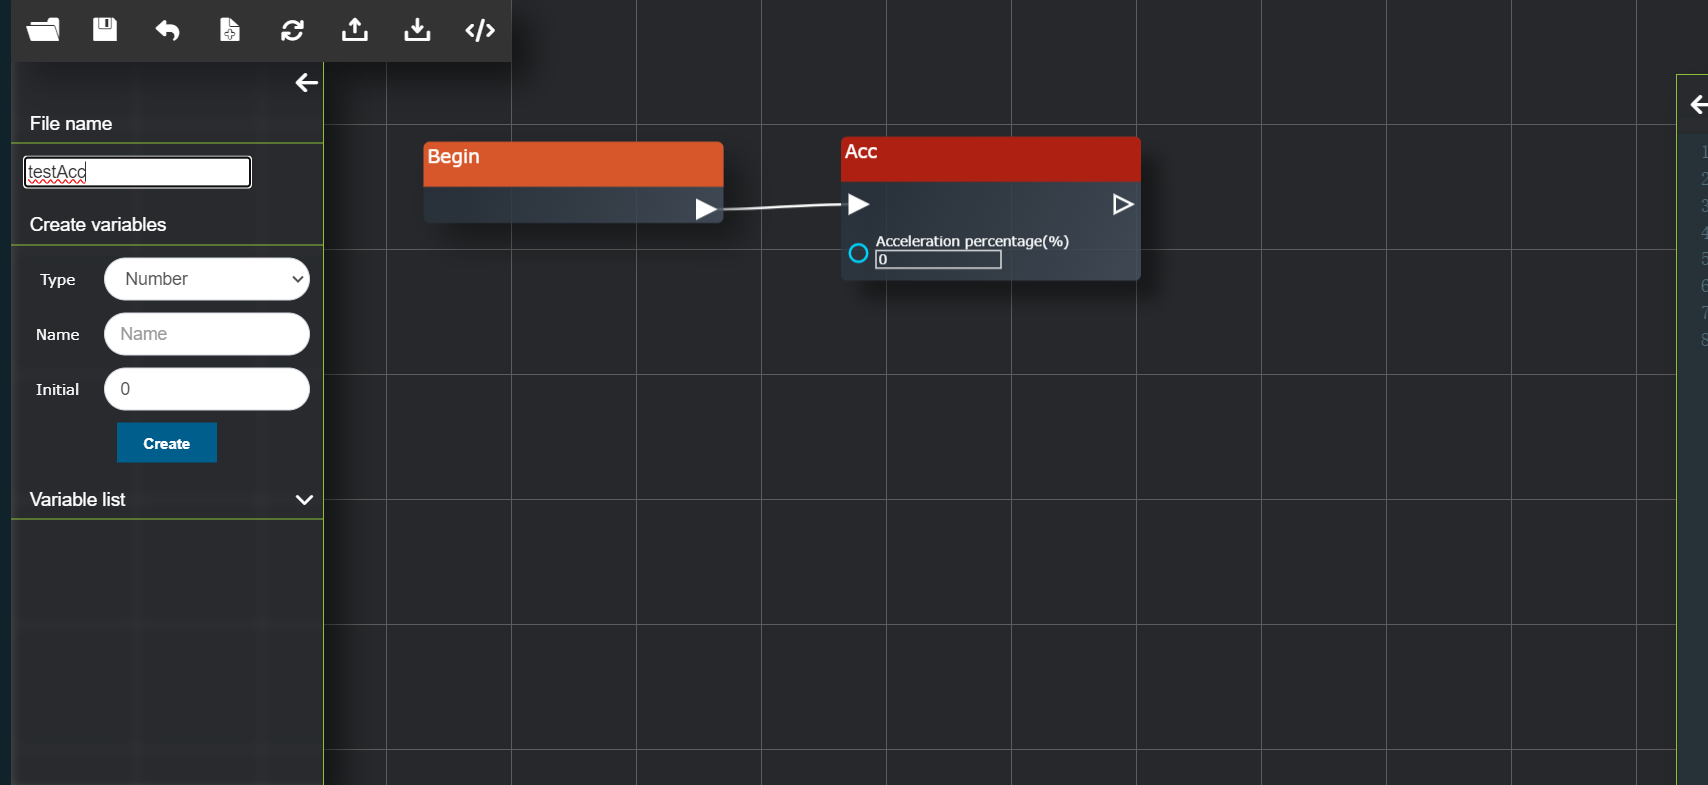 File name
testAcc
Create variables
Type
Number
Name
Name
Initial
0
Create
Variable list
Begin
Acc
Acceleration percentage(%)
0
1
2
3
4
5
6
7
8